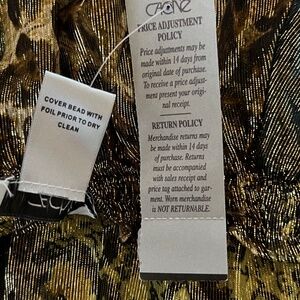 CACHE
PRICE ADJUSTMENT
POLICY
Price adjustments may be
made within 14 days from
original date of purchase.
To receive a price adjust-
ment present your origi-
nal receipt.
RETURN POLICY
Merchandise returns may
be made within 14 days
of purchase. Returns
must be accompanied
with sales receipt and
price tag attached to gar-
ment. Worn merchandise
is NOT RETURNABLE.
COVER BEAD WITH
FOIL PRIOR TO DRY
CLEAN